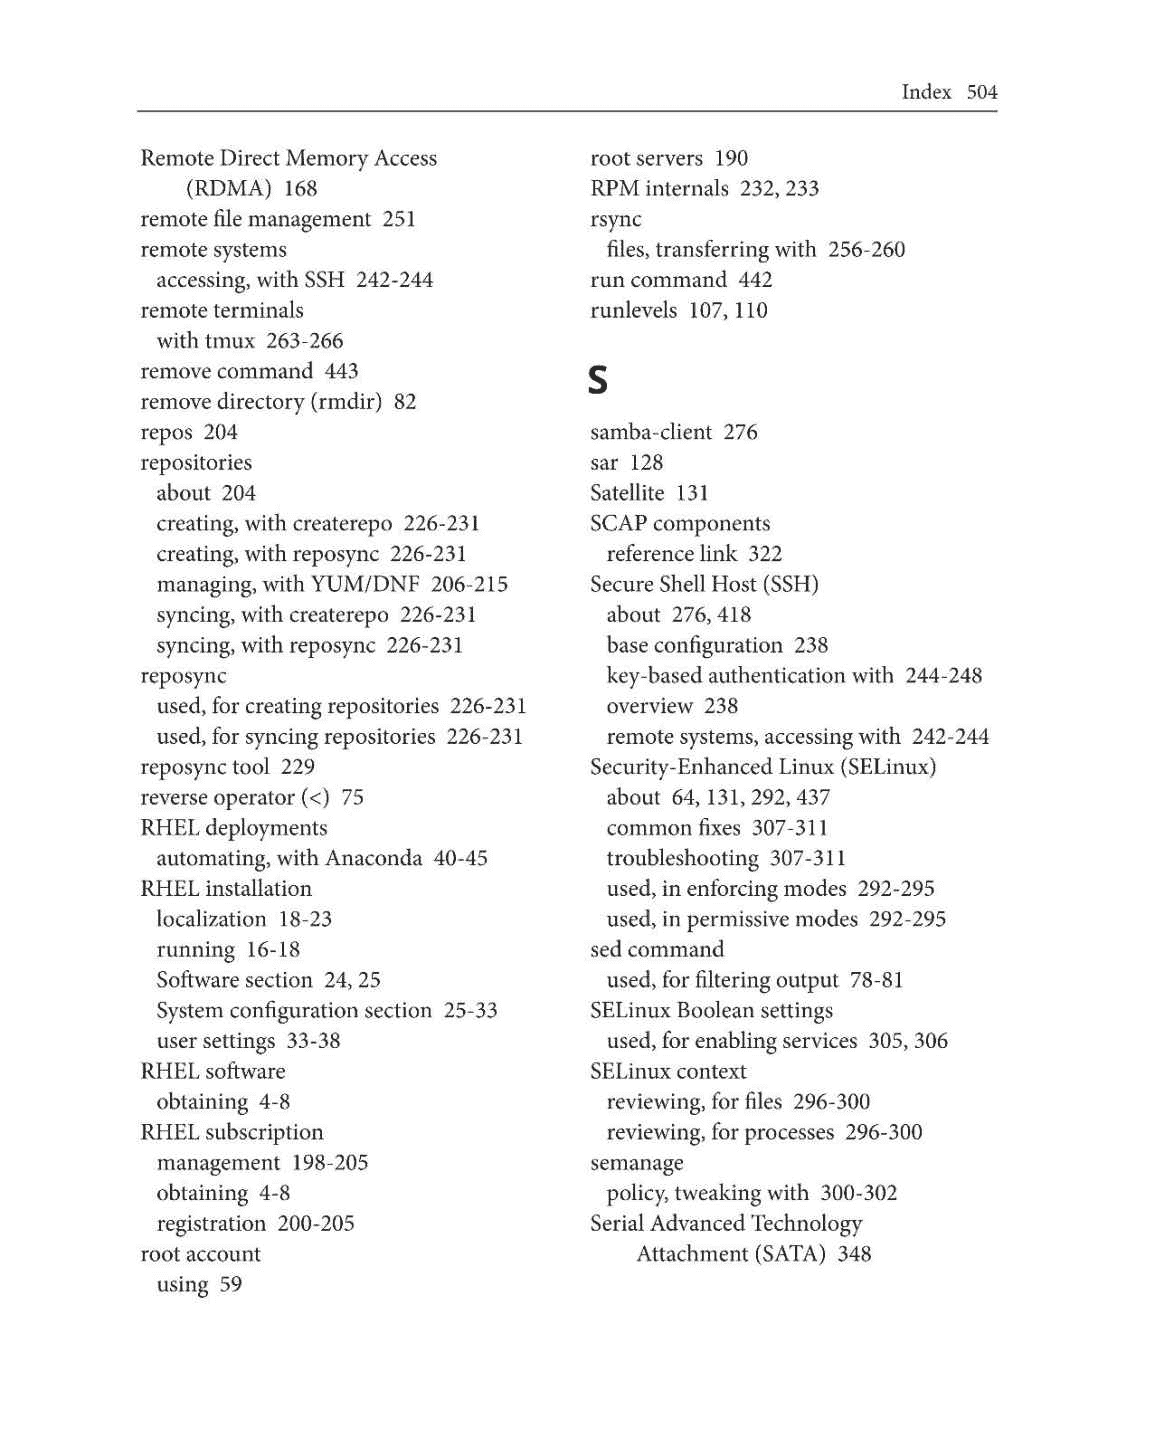 Index 504
Remote Direct Memory Access
(RDMA) 168
remote file management 251
remote systems
accessing, with SSH 242-244
remote terminals
with tmux 263-266
remove command 443
remove directory (rmdir) 82
repos 204
repositories
about 204
creating, with createrepo 226-231
creating, with reposync 226-231
managing, with YUM/DNF 206-215
syncing, with createrepo 226-231
syncing, with reposync 226-231
reposync
used, for creating repositories 226-231
used, for syncing repositories 226-231
reposync tool 229
reverse operator (<) 75
RHEL deployments
automating, with Anaconda 40-45
RHEL installation
localization 18-23
running 16-18
Software section 24, 25
System configuration section 25-33
user settings 33-38
RHEL software
obtaining 4-8
RHEL subscription
management 198-205
obtaining 4-8
registration 200-205
root account
using 59
root servers 190
RPM internals 232, 233
rsync
files, transferring with 256-260
run command 442
runlevels 107, 110
S
samba-client 276
sar 128
Satellite 131
SCAP components
reference link 322
Secure Shell Host (SSH)
about 276, 418
base configuration 238
key-based authentication with 244-248
overview 238
remote systems, accessing with 242-244
Security-Enhanced Linux (SELinux)
about 64, 131, 292, 437
common fixes 307-311
troubleshooting 307-311
used, in enforcing modes 292-295
used, in permissive modes 292-295
sed command
used, for filtering output 78-81
SELinux Boolean settings
used, for enabling services 305, 306
SELinux context
reviewing, for files 296-300
reviewing, for processes 296-300
semanage
policy, tweaking with 300-302
Serial Advanced Technology
Attachment (SATA) 348